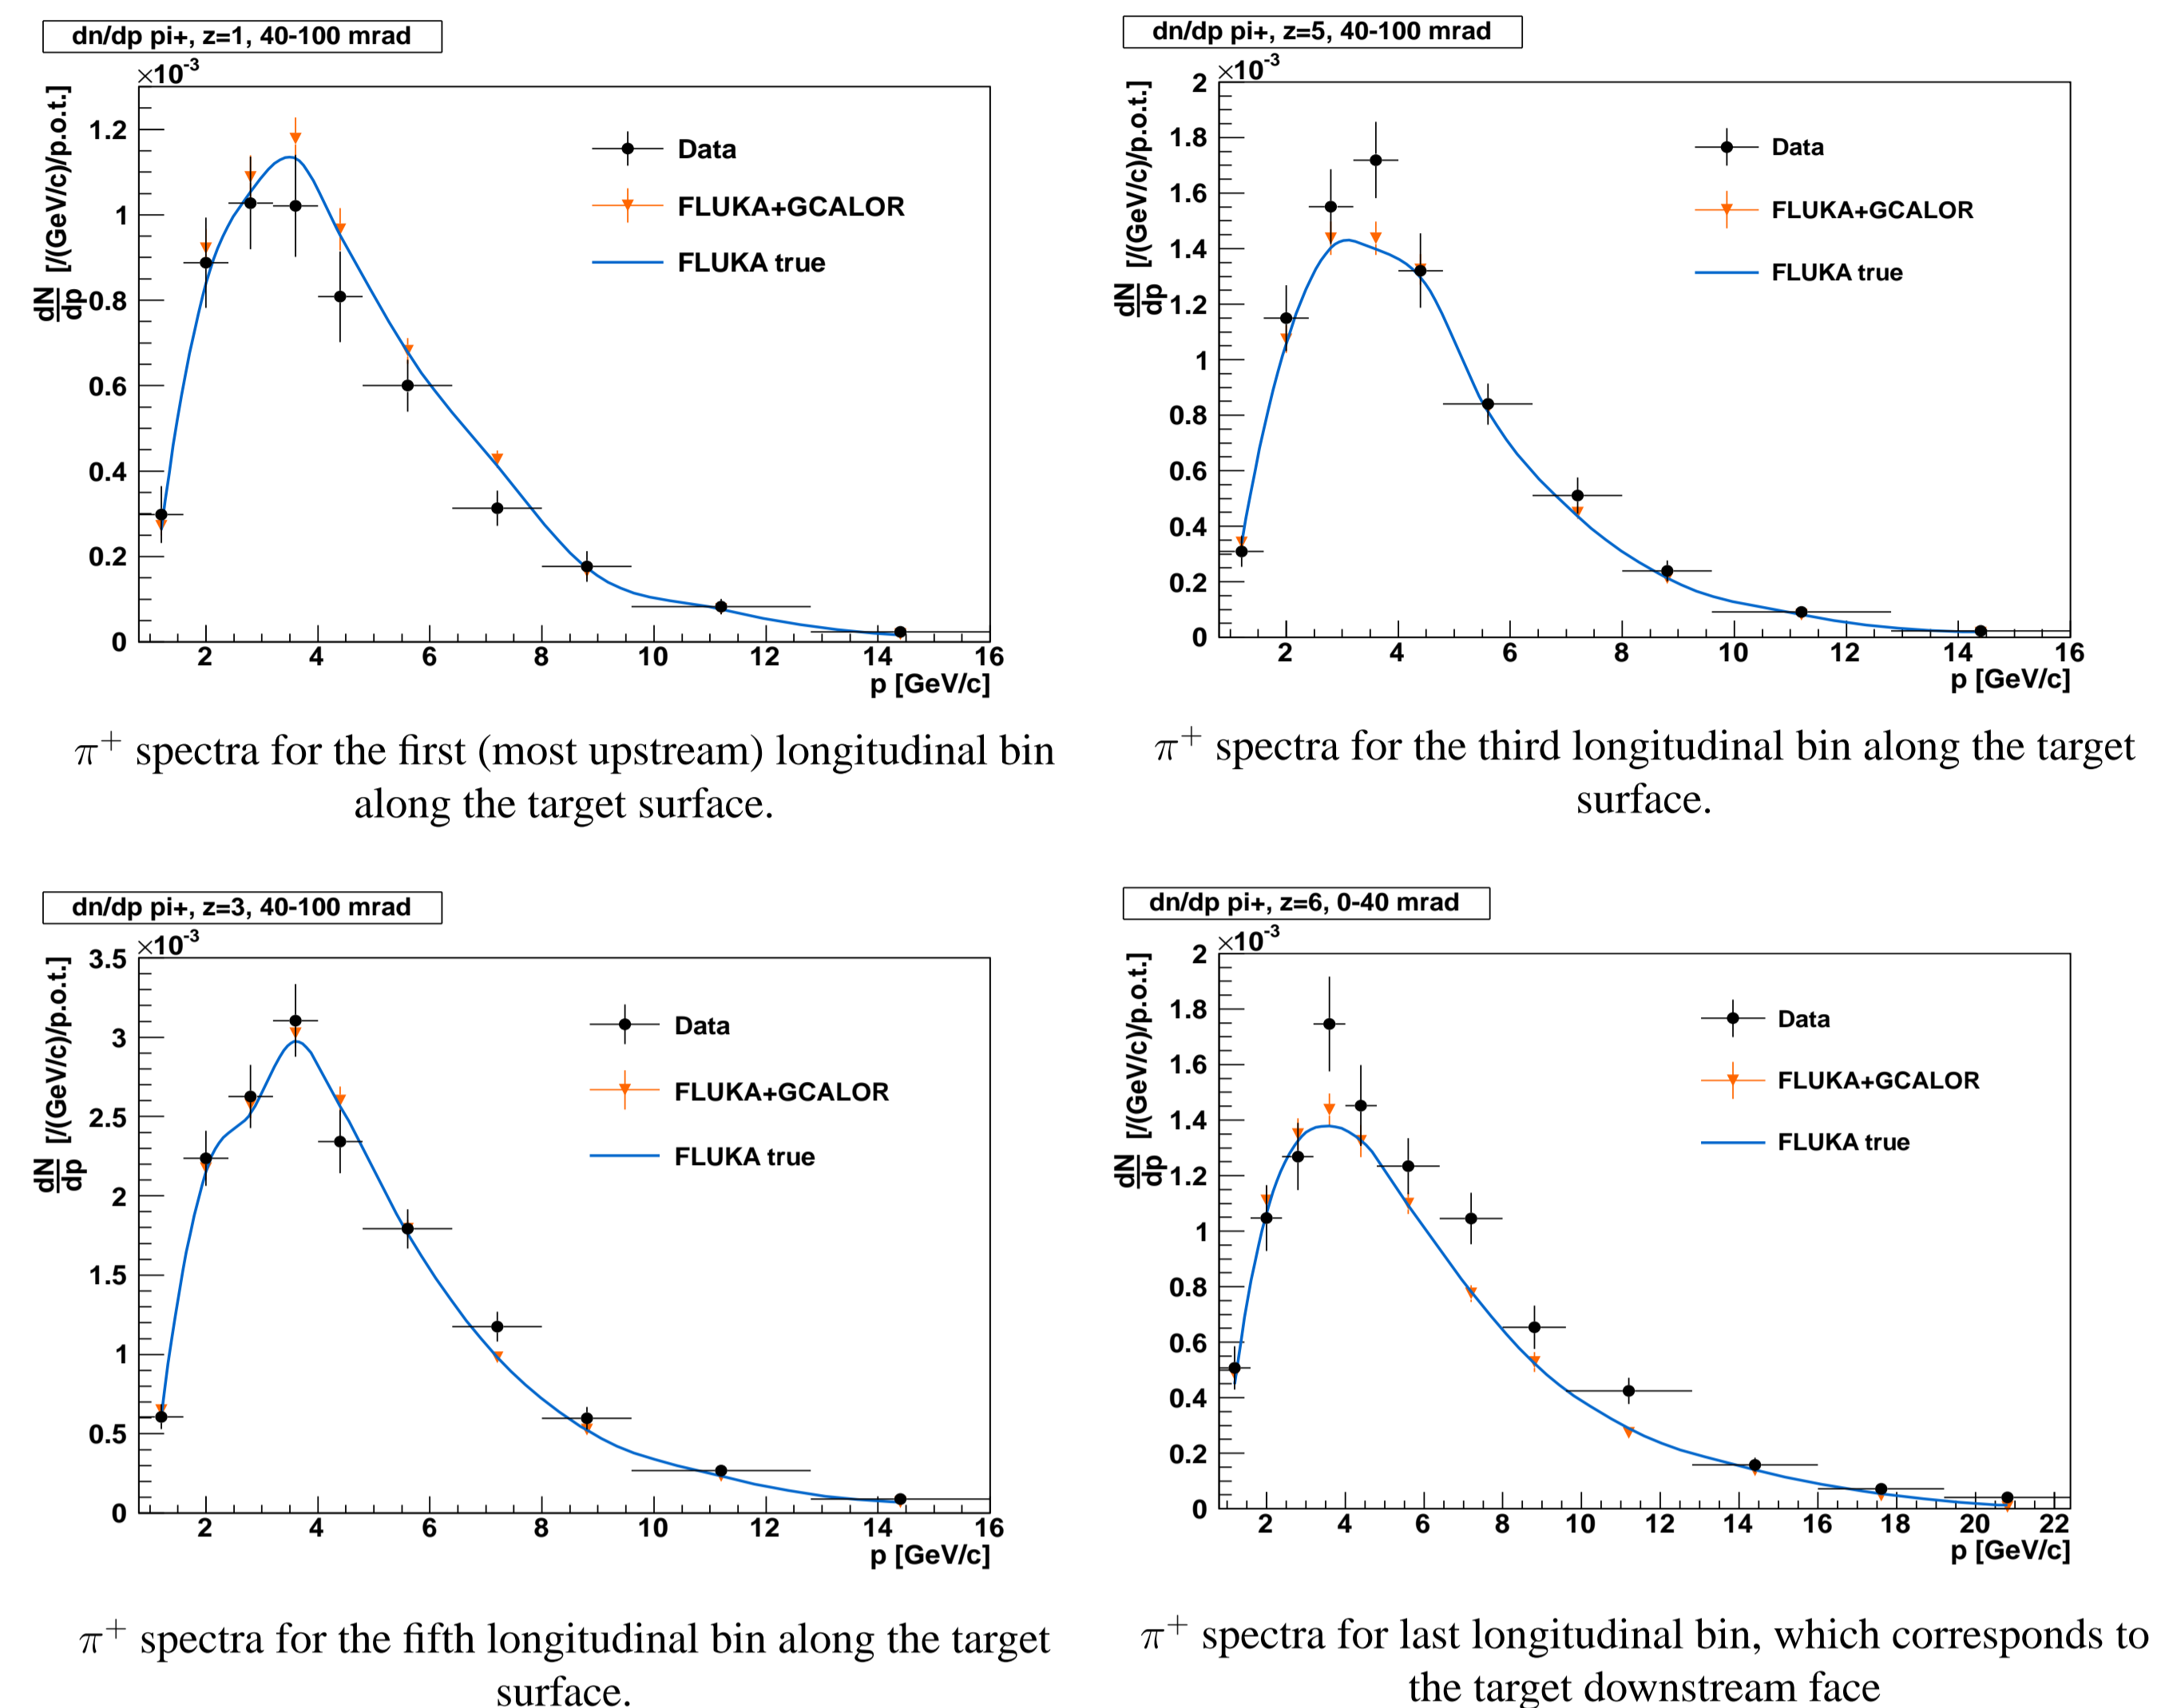 dn/dp pi+, z=1, 40-100 mrad
×10^-3
dN/dp [/(GeV/c)/p.o.t.]
1.2
1
0.8
0.6
0.4
0.2
0
2 4 6 8 10 12 14 16
p [GeV/c]
Data
FLUKA+GCALOR
FLUKA true
π+ spectra for the first (most upstream) longitudinal bin
along the target surface.
dn/dp pi+, z=5, 40-100 mrad
×10^-3
dN/dp [/(GeV/c)/p.o.t.]
2
1.8
1.6
1.4
1.2
1
0.8
0.6
0.4
0.2
0
2 4 6 8 10 12 14 16
p [GeV/c]
Data
FLUKA+GCALOR
FLUKA true
π+ spectra for the third longitudinal bin along the target
surface.
dn/dp pi+, z=3, 40-100 mrad
×10^-3
dN/dp [/(GeV/c)/p.o.t.]
3.5
3
2.5
2
1.5
1
0.5
0
2 4 6 8 10 12 14 16
p [GeV/c]
Data
FLUKA+GCALOR
FLUKA true
π+ spectra for the fifth longitudinal bin along the target
surface.
dn/dp pi+, z=6, 0-40 mrad
×10^-3
dN/dp [/(GeV/c)/p.o.t.]
2
1.8
1.6
1.4
1.2
1
0.8
0.6
0.4
0.2
0
2 4 6 8 10 12 14 16 18 20 22
p [GeV/c]
Data
FLUKA+GCALOR
FLUKA true
π+ spectra for last longitudinal bin, which corresponds to
the target downstream face